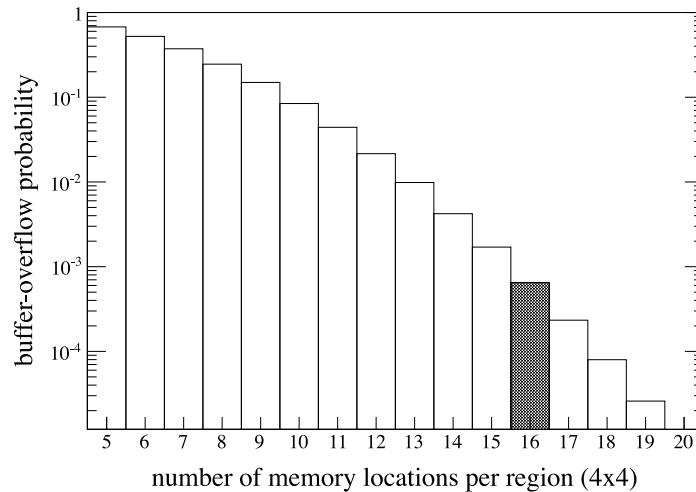 buffer-overflow probability
1
10-1
10-2
10-3
10-4
5 6 7 8 9 10 11 12 13 14 15 16 17 18 19 20
number of memory locations per region (4x4)